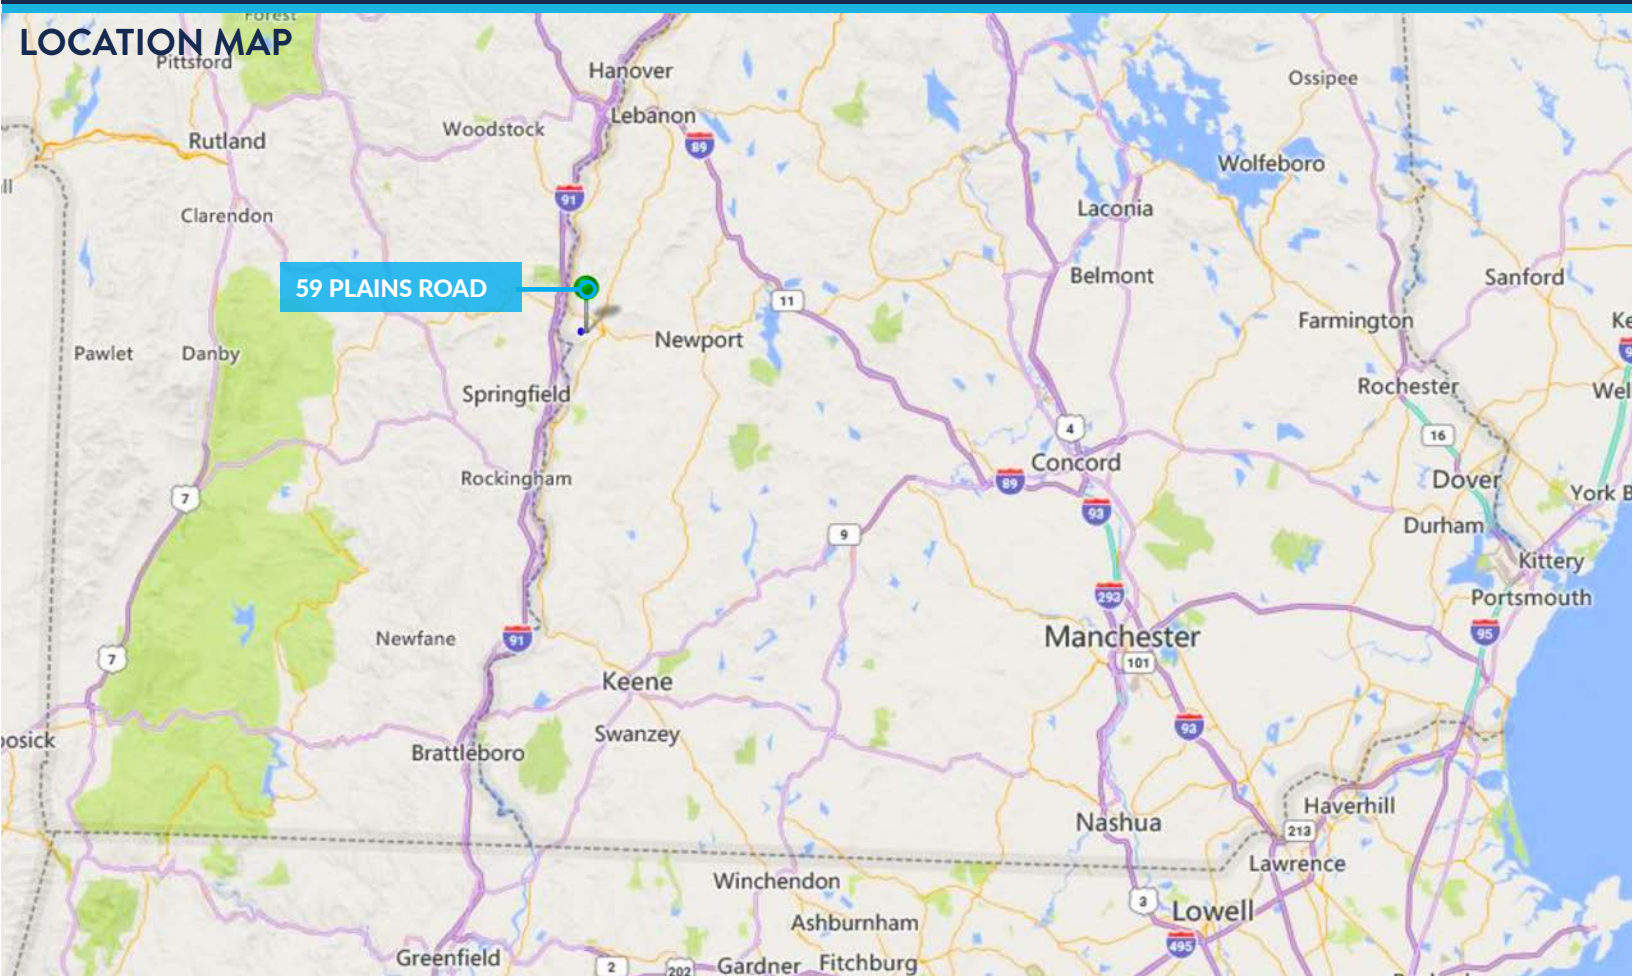 Forest
LOCATION MAP
Pittsford
Hanover
Ossipee
Lebanon
Woodstock
Rutland
89
Wolfeboro
91
Laconia
Clarendon
Belmont
Sanford
59 PLAINS ROAD
11
Farmington
Newport
Pawlet
Danby
Rochester
Springfield
4
16
Concord
Rockingham
89
Dover
7
York B
93
Durham
9
Kittery
293
Portsmouth
Newfane
91
Manchester
95
7
101
Keene
93
Swanzey
osick
Brattleboro
Haverhill
Nashua
213
Lawrence
Winchendon
3
Lowell
Ashburnham
495
Greenfield
2
202
Gardner
Fitchburg